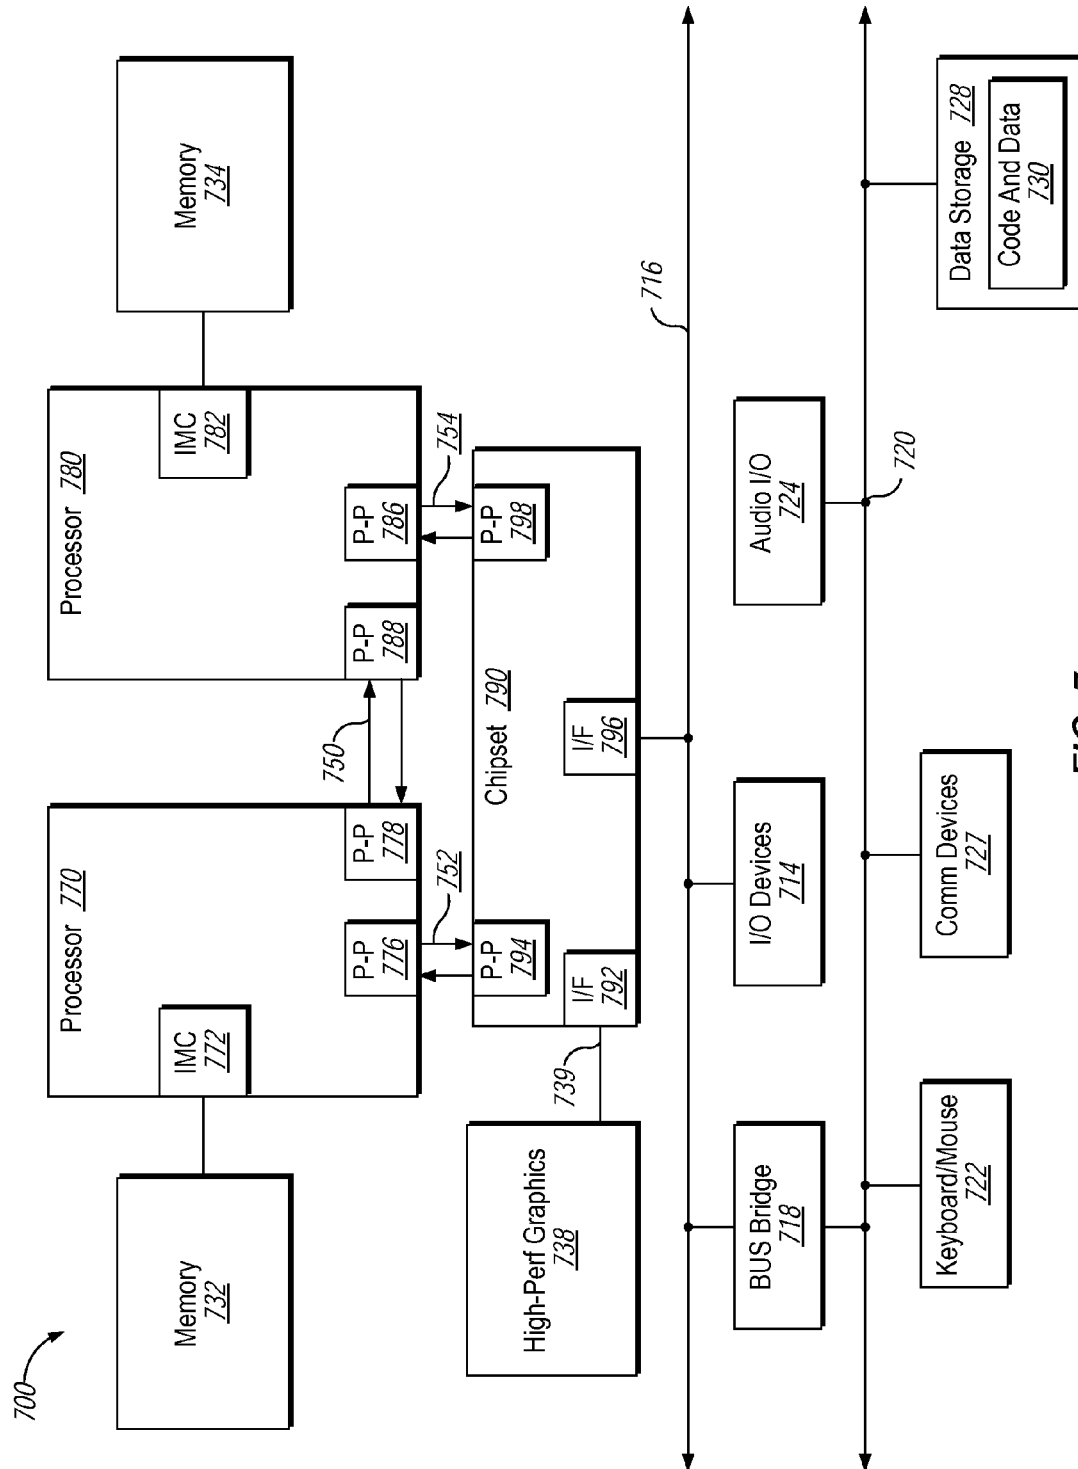 700
Memory
732
Processor 770
IMC
772
P-P
776
P-P
778
750
Processor 780
P-P
788
P-P
786
IMC
782
Memory
734
752
754
High-Perf Graphics
738
739
Chipset 790
P-P
794
P-P
798
I/F
792
I/F
796
716
BUS Bridge
718
I/O Devices
714
Audio I/O
724
720
Keyboard/Mouse
722
Comm Devices
727
Data Storage 728
Code And Data
730